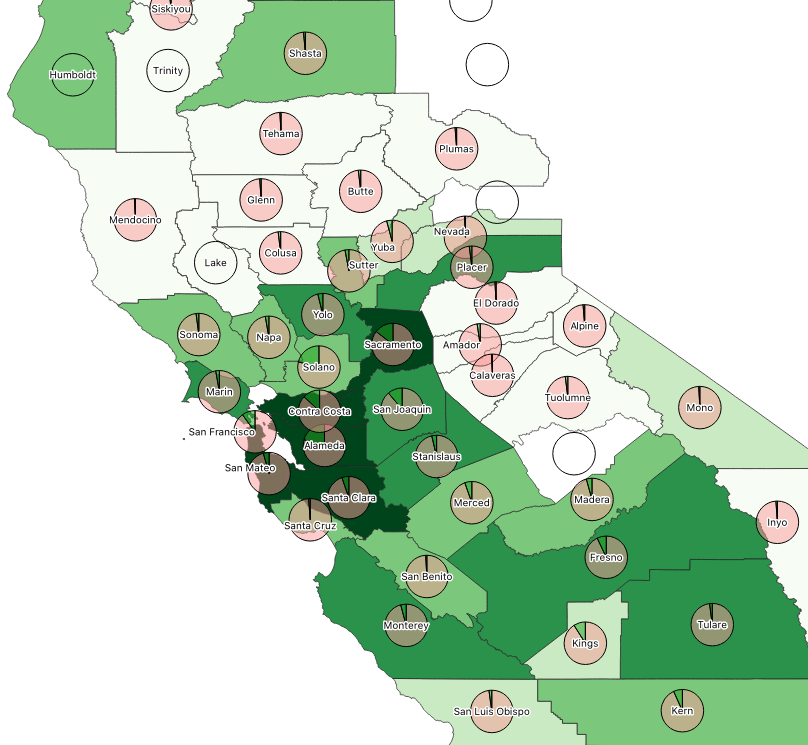 Siskiyou
Shasta
Humboldt
Trinity
Tehama
Plumas
Butte
Glenn
Mendocino
Nevada
Yuba
Colusa
Lake
Sutter
Placer
El Dorado
Yolo
Alpine
Sonoma
Napa
Sacramento
Amador
Solano
Calaveras
Marin
Tuolumne
Mono
Contra Costa
San Joaquin
San Francisco
Alameda
Stanislaus
San Mateo
Santa Clara
Merced
Madera
Inyo
Santa Cruz
Fresno
San Benito
Monterey
Tulare
Kings
San Luis Obispo
Kern